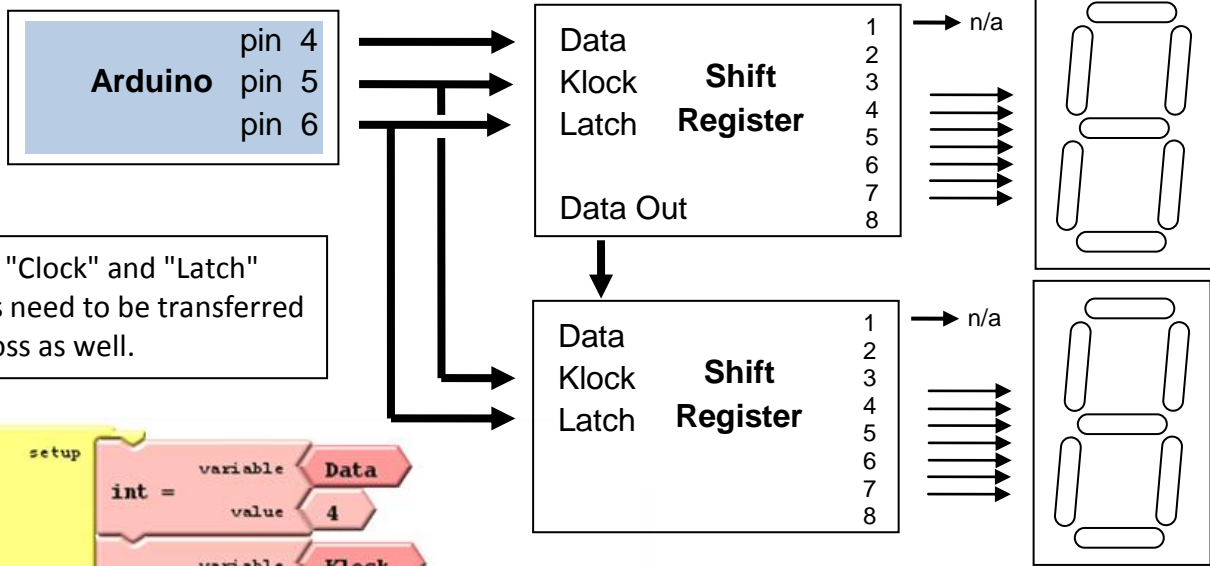 Arduino
pin 4
pin 5
pin 6
Data
Klock
Latch
Shift
Register
Data Out
1
2
3
4
5
6
7
8
n/a
"Clock" and "Latch"
need to be transferred
as well.
Data
Klock
Latch
Shift
Register
1
2
3
4
5
6
7
8
n/a
setup
int =
variable
Data
value
4
variable
Klock